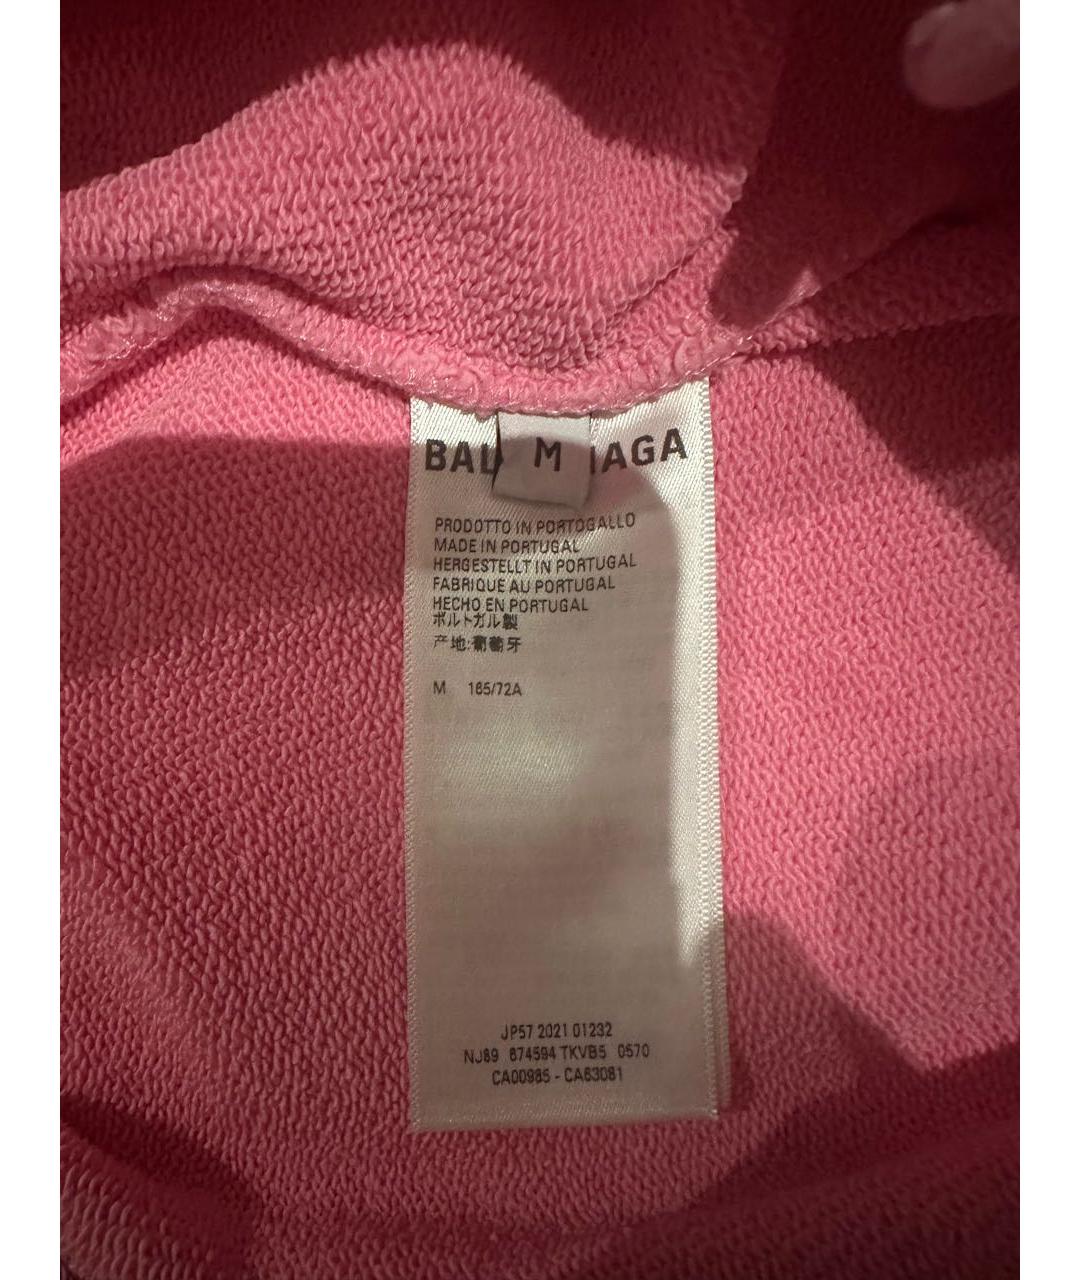 BAL M IAGA
PRODOTTO IN PORTOGALLO
MADE IN PORTUGAL
HERGESTELLT IN PORTUGAL
FABRIQUE AU PORTUGAL
HECHO EN PORTUGAL
ポルトガル製
产地:葡萄牙
M 165/72A
JP57 2021 01232
NJ89 674594 TKVB5 0570
CA00985 - CA63081